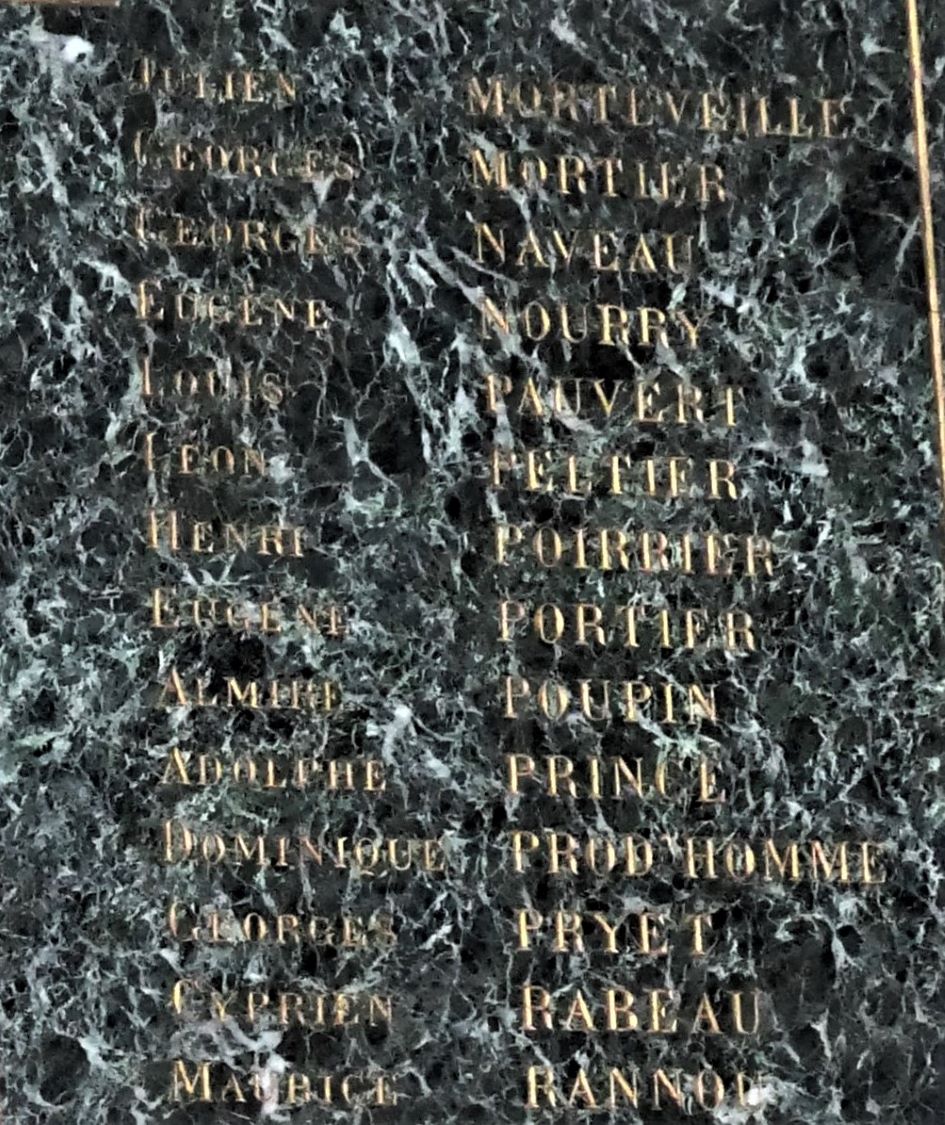 JULIEN MORTEVEILLE
GEORGES MORTIER
GEORGES NAVEAU
EUGÈNE NOURRY
LOUIS PAUVERT
LÉON PELTIER
HENRI POIRRIER
EUGÈNE PORTIER
ALMIRE POUPIN
ADOLPHE PRINCE
DOMINIQUE PROD'HOMME
GEORGES PRYET
CYPRIEN RABEAU
MAURICE RANNOU